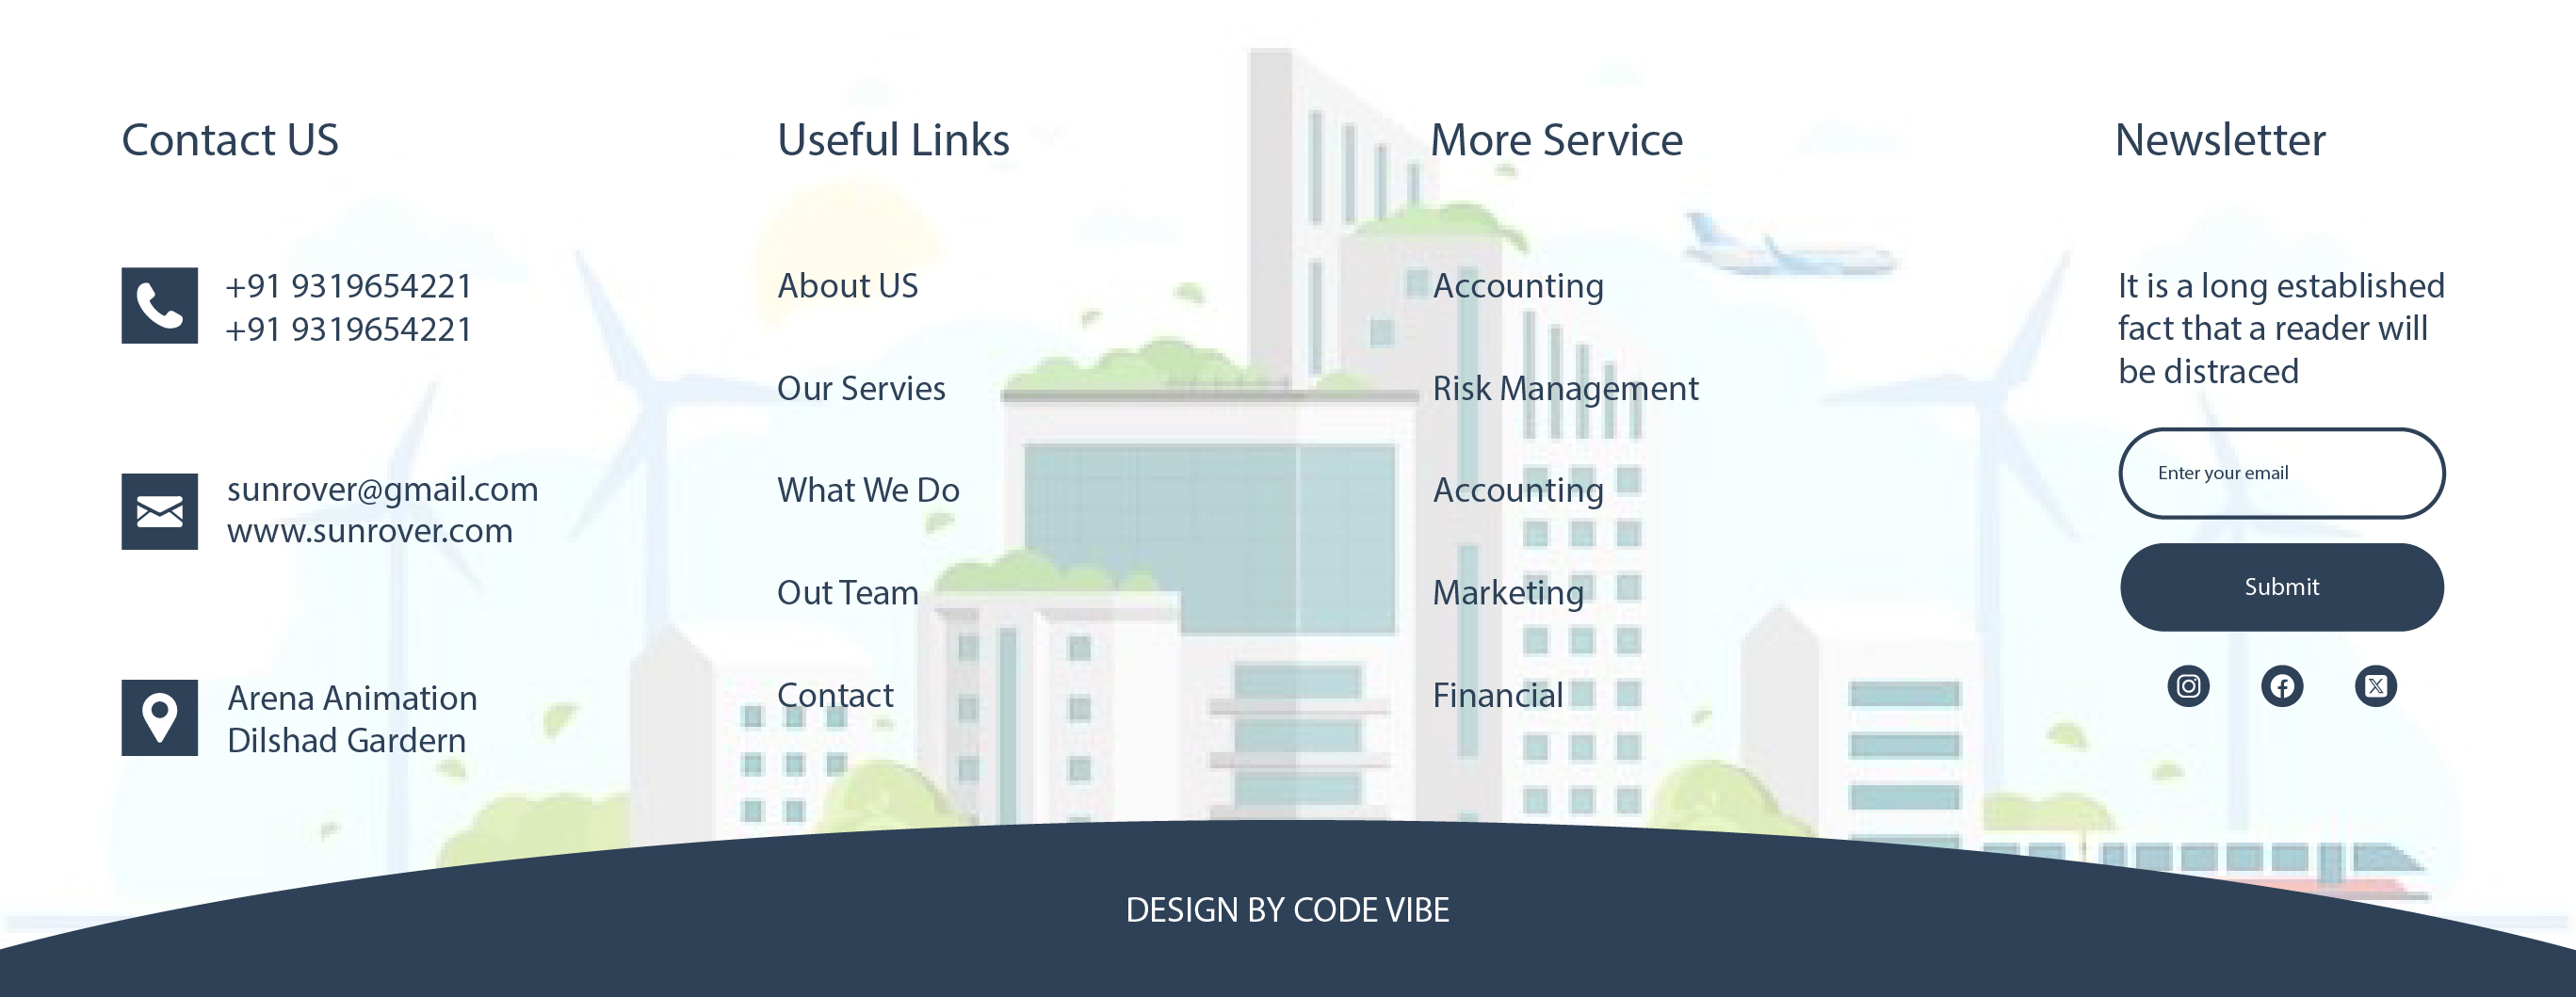 Contact US
+91 9319654221
+91 9319654221
sunrover@gmail.com
www.sunrover.com
Arena Animation
Dilshad Gardern
Useful Links
About US
Our Servies
What We Do
Out Team
Contact
More Service
Accounting
Risk Management
Accounting
Marketing
Financial
Newsletter
It is a long established
fact that a reader will
be distraced
Enter your email
Submit
DESIGN BY CODE VIBE